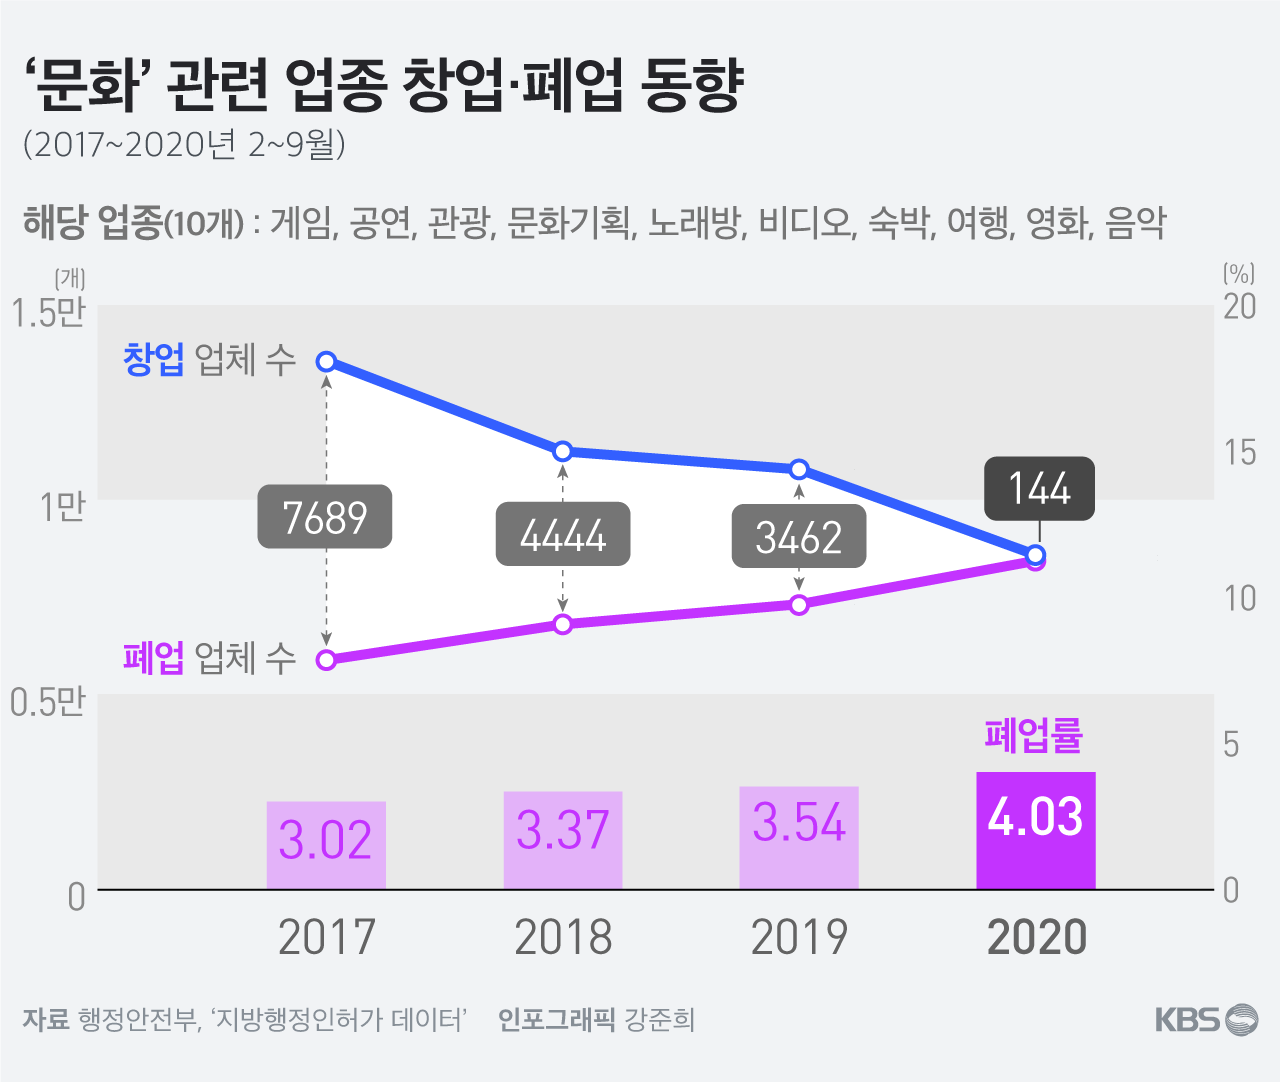 ‘문화’ 관련 업종 창업·폐업 동향
(2017~2020년 2~9월)
해당 업종(10개) : 게임, 공연, 관광, 문화기획, 노래방, 비디오, 숙박, 여행, 영화, 음악
(개)
(%)
1.5만
20
창업 업체 수
15
144
1만
7689
4444
3462
10
폐업 업체 수
0.5만
폐업률
5
3.02
3.37
3.54
4.03
0
0
2017
2018
2019
2020
자료 행정안전부, ‘지방행정인허가 데이터’ 인포그래픽 강준희
KBS